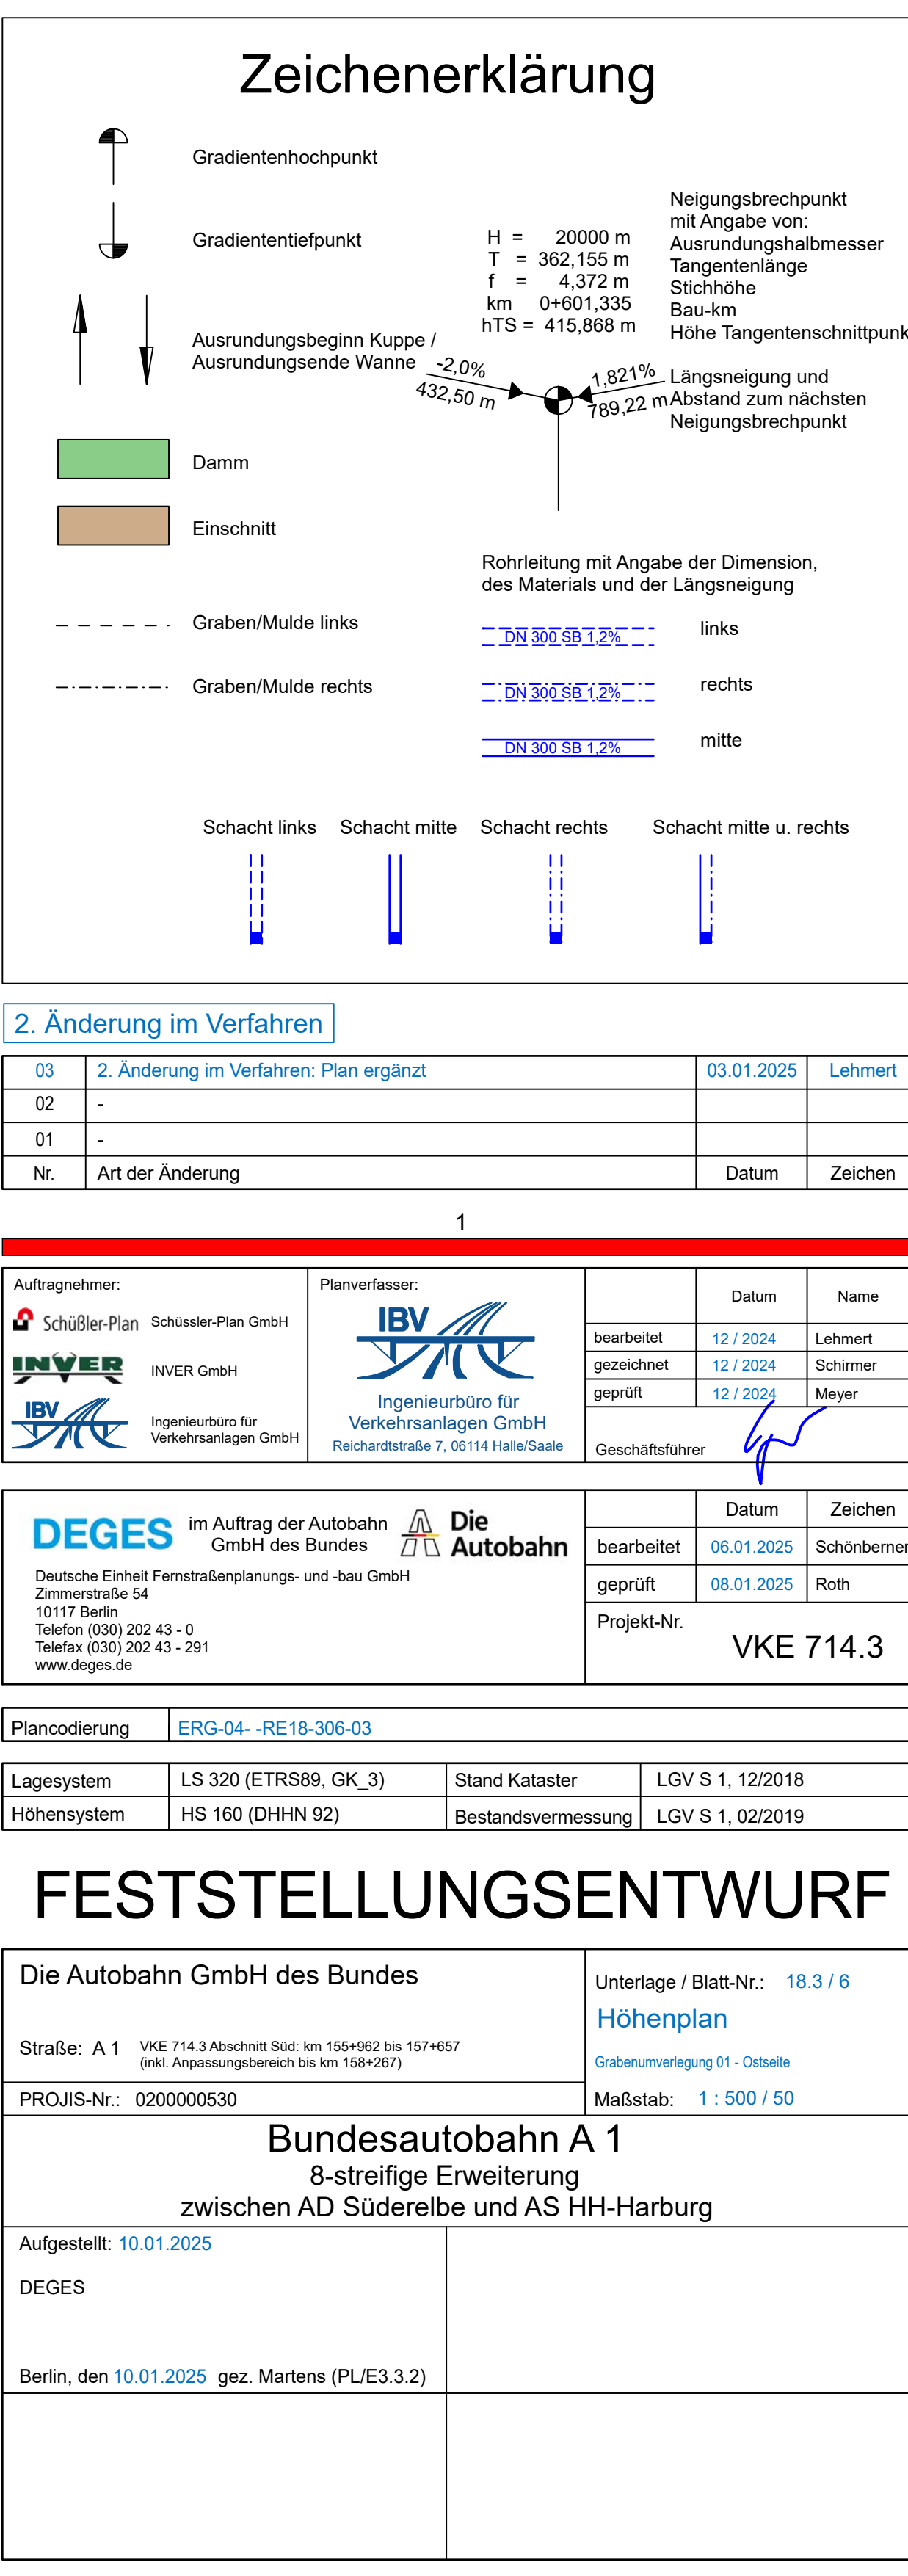 Zeichenerklärung
Gradientenhochpunkt
Gradiententiefpunkt
Ausrundungsbeginn Kuppe /
Ausrundungsende Wanne
Damm
Einschnitt
Graben/Mulde links
Graben/Mulde rechts
H = 20000 m
T = 362,155 m
f = 4,372 m
km 0+601,335
hTS = 415,868 m
Neigungsbrechpunkt
mit Angabe von:
Ausrundungshalbmesser
Tangentenlänge
Stichhöhe
Bau-km
Höhe Tangentenschnittpunk
-2,0%
432,50 m
1,821%
789,22 m
Längsneigung und
Abstand zum nächsten
Neigungsbrechpunkt
Rohrleitung mit Angabe der Dimension,
des Materials und der Längsneigung
DN 300 SB 1,2% links
DN 300 SB 1,2% rechts
DN 300 SB 1,2% mitte
Schacht links Schacht mitte Schacht rechts Schacht mitte u. rechts
2. Änderung im Verfahren
03 2. Änderung im Verfahren: Plan ergänzt 03.01.2025 Lehmert
02 -
01 -
Nr. Art der Änderung Datum Zeichen
1
Auftragnehmer:
Schüßler-Plan Schüssler-Plan GmbH
INVER INVER GmbH
IBV Ingenieurbüro für
Verkehrsanlagen GmbH
Planverfasser:
IBV
Ingenieurbüro für
Verkehrsanlagen GmbH
Reichardtstraße 7, 06114 Halle/Saale
Datum Name
bearbeitet 12 / 2024 Lehmert
gezeichnet 12 / 2024 Schirmer
geprüft 12 / 2024 Meyer
Geschäftsführer
DEGES im Auftrag der Autobahn
GmbH des Bundes
Die
Autobahn
Deutsche Einheit Fernstraßenplanungs- und -bau GmbH
Zimmerstraße 54
10117 Berlin
Telefon (030) 202 43 - 0
Telefax (030) 202 43 - 291
www.deges.de
Datum Zeichen
bearbeitet 06.01.2025 Schönberner
geprüft 08.01.2025 Roth
Projekt-Nr.
VKE 714.3
Plancodierung ERG-04- -RE18-306-03
Lagesystem LS 320 (ETRS89, GK_3) Stand Kataster LGV S 1, 12/2018
Höhensystem HS 160 (DHHN 92) Bestandsvermessung LGV S 1, 02/2019
FESTSTELLUNGSENTWURF
Die Autobahn GmbH des Bundes
Straße: A 1 VKE 714.3 Abschnitt Süd: km 155+962 bis 157+657
(inkl. Anpassungsbereich bis km 158+267)
PROJIS-Nr.: 0200000530
Unterlage / Blatt-Nr.: 18.3 / 6
Höhenplan
Grabenumverlegung 01 - Ostseite
Maßstab: 1 : 500 / 50
Bundesautobahn A 1
8-streifige Erweiterung
zwischen AD Süderelbe und AS HH-Harburg
Aufgestellt: 10.01.2025
DEGES
Berlin, den 10.01.2025 gez. Martens (PL/E3.3.2)